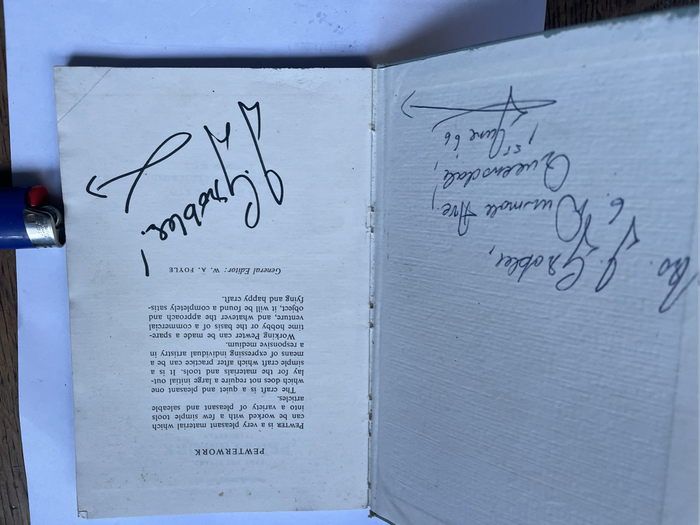 Mrs. J. Grobler,
6. Ave,
Queensdale,
1st June 66
PEWTERWORK
PEWTER is a very pleasant material which
can be worked with a few simple tools
into a variety of pleasant and saleable
articles.
The craft is a quiet and pleasant one
which does not require a large initial out-
lay for the materials and tools. It is a
simple craft which after practice can be a
means of expressing individual artistry in
a responsive medium.
Working Pewter can be made a spare-
time hobby or the basis of a commercial
venture, and whatever the approach and
object, it will be found a completely satis-
fying and happy craft.
General Editor: W. A. FOYLE
J. Grobler!